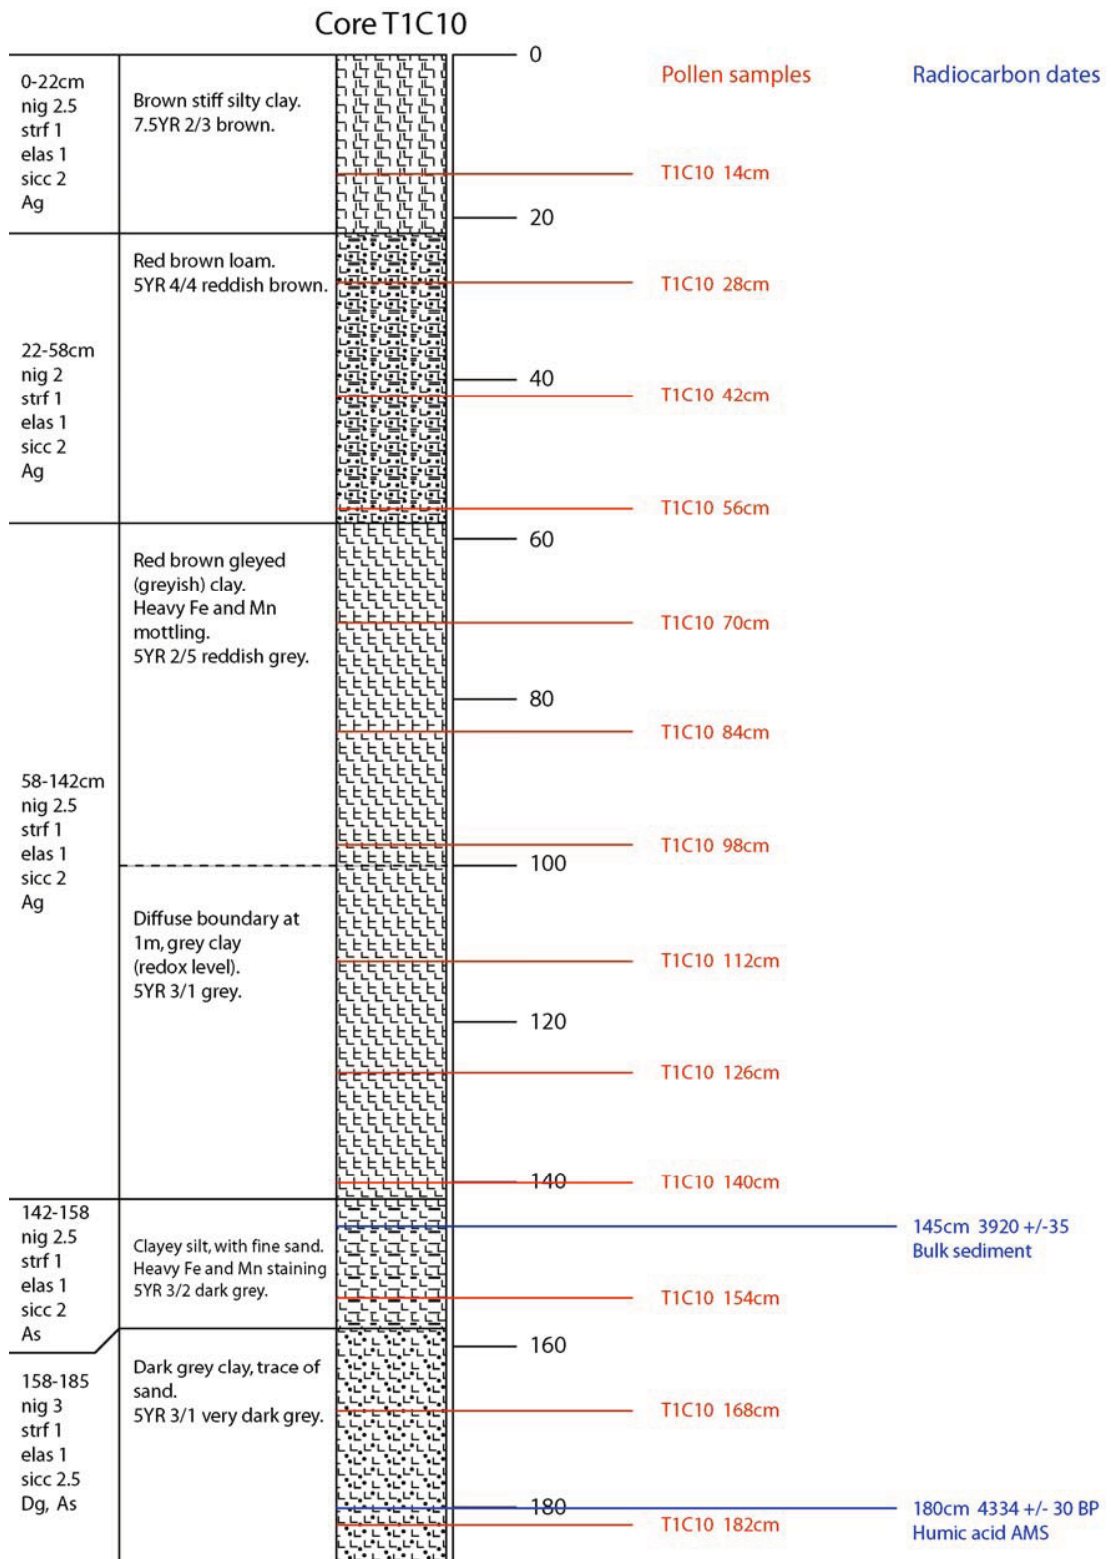 Core T1C10
Pollen samples
Radiocarbon dates
0-22cm
nig 2.5
strf 1
elas 1
sicc 2
Ag
Brown stiff silty clay.
7.5YR 2/3 brown.
22-58cm
nig 2
strf 1
elas 1
sicc 2
Ag
Red brown loam.
5YR 4/4 reddish brown.
58-142cm
nig 2.5
strf 1
elas 1
sicc 2
Ag
Red brown gleyed
(greyish) clay.
Heavy Fe and Mn
mottling.
5YR 2/5 reddish grey.
Diffuse boundary at
1m, grey clay
(redox level).
5YR 3/1 grey.
142-158
nig 2.5
strf 1
elas 1
sicc 2
As
Clayey silt, with fine sand.
Heavy Fe and Mn staining
5YR 3/2 dark grey.
158-185
nig 3
strf 1
elas 1
sicc 2.5
Dg, As
Dark grey clay, trace of
sand.
5YR 3/1 very dark grey.
0
20
40
60
80
100
120
140
160
180
T1C10 14cm
T1C10 28cm
T1C10 42cm
T1C10 56cm
T1C10 70cm
T1C10 84cm
T1C10 98cm
T1C10 112cm
T1C10 126cm
T1C10 140cm
T1C10 154cm
T1C10 168cm
T1C10 182cm
145cm 3920 +/-35
Bulk sediment
180cm 4334 +/- 30 BP
Humic acid AMS